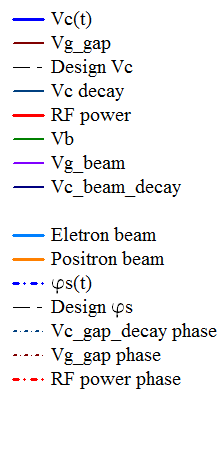 Vc(t)
Vg_gap
Design Vc
Vc decay
RF power
Vb
Vg_beam
Vc_beam_decay
Eletron beam
Positron beam
φs(t)
Design φs
Vc_gap_decay phase
Vg_gap phase
RF power phase